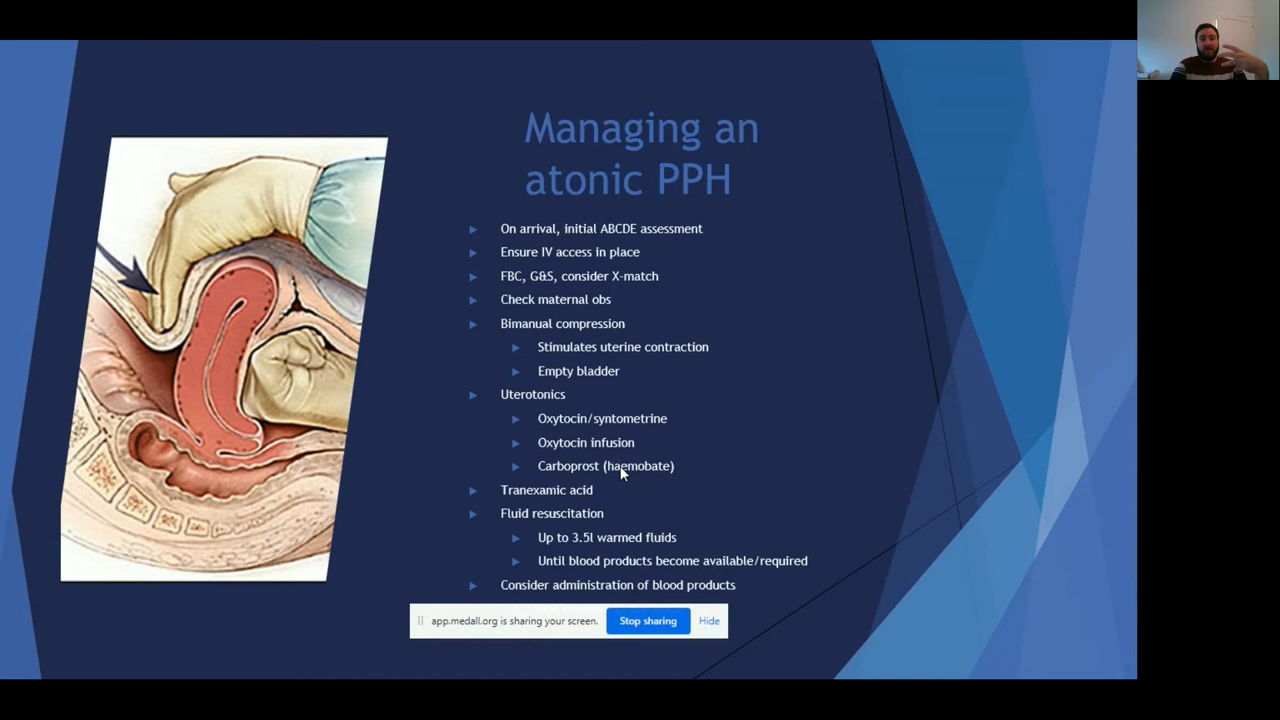 Managing an
atonic PPH
On arrival, initial ABCDE assessment
Ensure IV access in place
FBC, G&S, consider X-match
Check maternal obs
Bimanual compression
Stimulates uterine contraction
Empty bladder
Uterotonics
Oxytocin/syntometrine
Oxytocin infusion
Carboprost (haemobate)
Tranexamic acid
Fluid resuscitation
Up to 3.5l warmed fluids
Until blood products become available/required
Consider administration of blood products
app.medall.org is sharing your screen. Stop sharing Hide